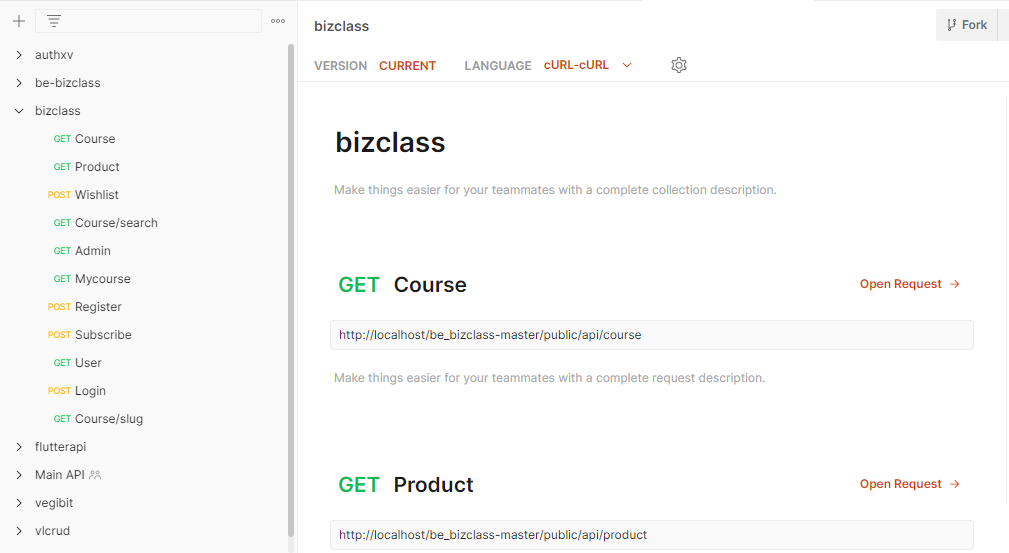 authxv
be-bizclass
bizclass
GET Course
GET Product
POST Wishlist
GET Course/search
GET Admin
GET Mycourse
POST Register
POST Subscribe
GET User
POST Login
GET Course/slug
flutterapi
Main API
vegibit
vlcrud
bizclass
Fork
VERSION CURRENT LANGUAGE cURL-cURL
bizclass
Make things easier for your teammates with a complete collection description.
GET Course Open Request →
http://localhost/be_bizclass-master/public/api/course
Make things easier for your teammates with a complete request description.
GET Product Open Request →
http://localhost/be_bizclass-master/public/api/product